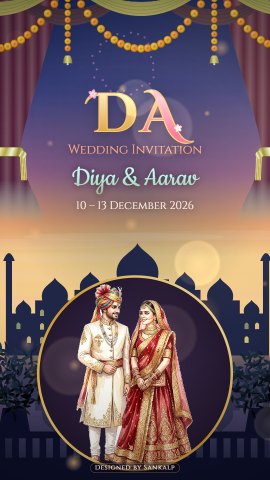 DA
Wedding Invitation
Diya & Aarav
10 – 13 December 2026
Designed by Sankalp